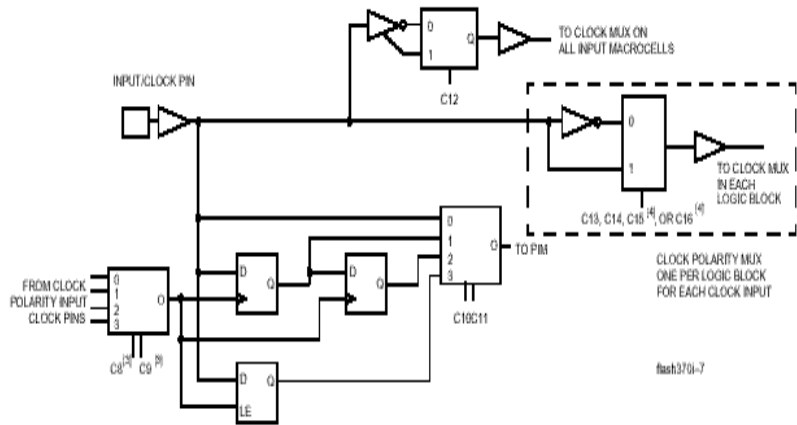 0
Q
1
C12
TO CLOCK MUX ON
ALL INPUT MACROCELLS
INPUT/CLOCK PIN
0
1
TO CLOCK MUX
IN EACH
LOGIC BLOCK
C13, C14, C15 [4], OR C16 [4]
0
1
2
3
O
TO PIM
C10C11
CLOCK POLARITY MUX
ONE PER LOGIC BLOCK
FOR EACH CLOCK INPUT
D
Q
D
Q
FROM CLOCK
POLARITY INPUT
CLOCK PINS
0
1
2
3
O
C8 [3] C9 [3]
D
Q
LE
flash370i–7